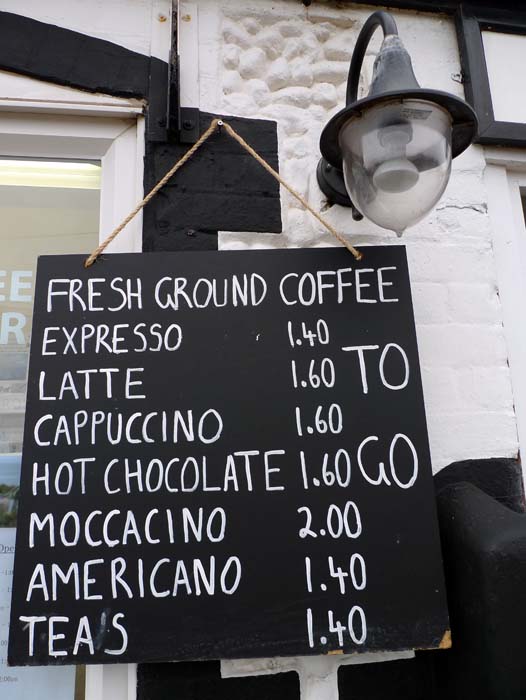 FRESH GROUND COFFEE
EXPRESSO 1.40
LATTE 1.60 TO
CAPPUCCINO 1.60
HOT CHOCOLATE 1.60 GO
MOCCACINO 2.00
AMERICANO 1.40
TEA'S 1.40